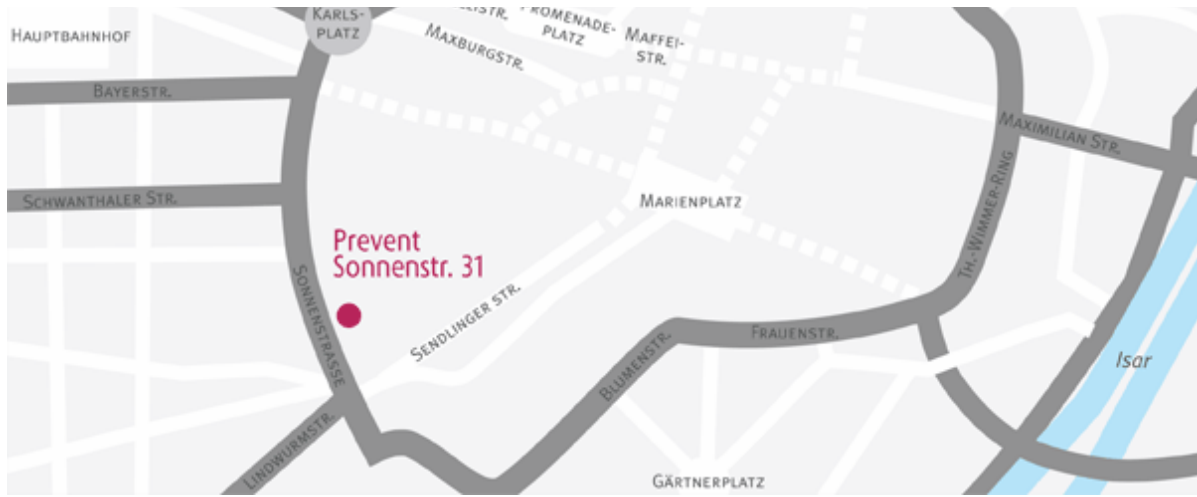 KARLS-
PLATZ
PROMENADE-
PLATZ
MAFFEI-
STR.
HAUPTBAHNHOF
MAXBURGSTR.
BAYERSTR.
MAXIMILIAN STR.
SCHWANTHALER STR.
MARIENPLATZ
TH.-WIMMER-RING
Prevent
Sonnenstr. 31
SONNENSTRASSE
SENDLINGER STR.
FRAUENSTR.
BLUMENSTR.
Isar
LINDWURMSTR.
GÄRTNERPLATZ